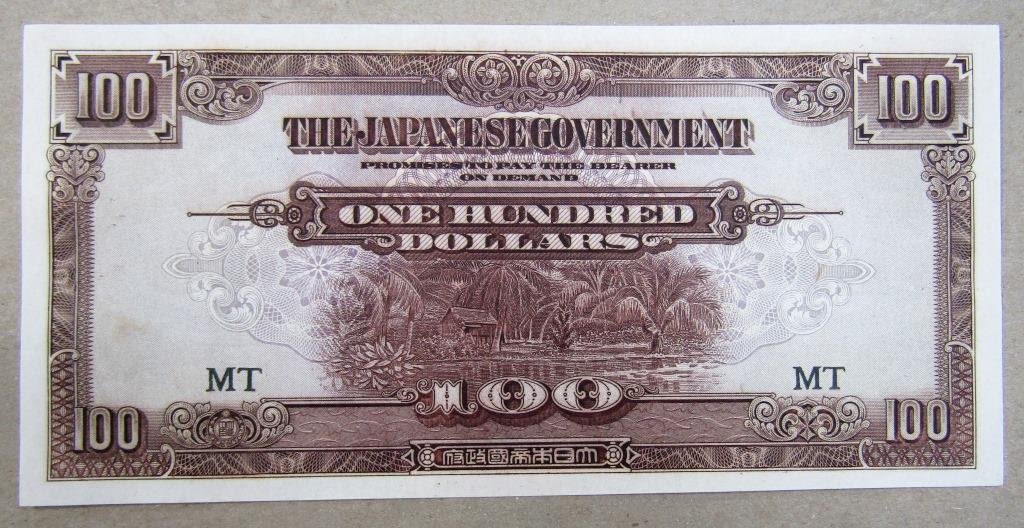 100 100
THE JAPANESE GOVERNMENT
PROMISES TO PAY THE BEARER
ON DEMAND
ONE HUNDRED
DOLLARS
MT MT
100
100 100
府政國帝本日大